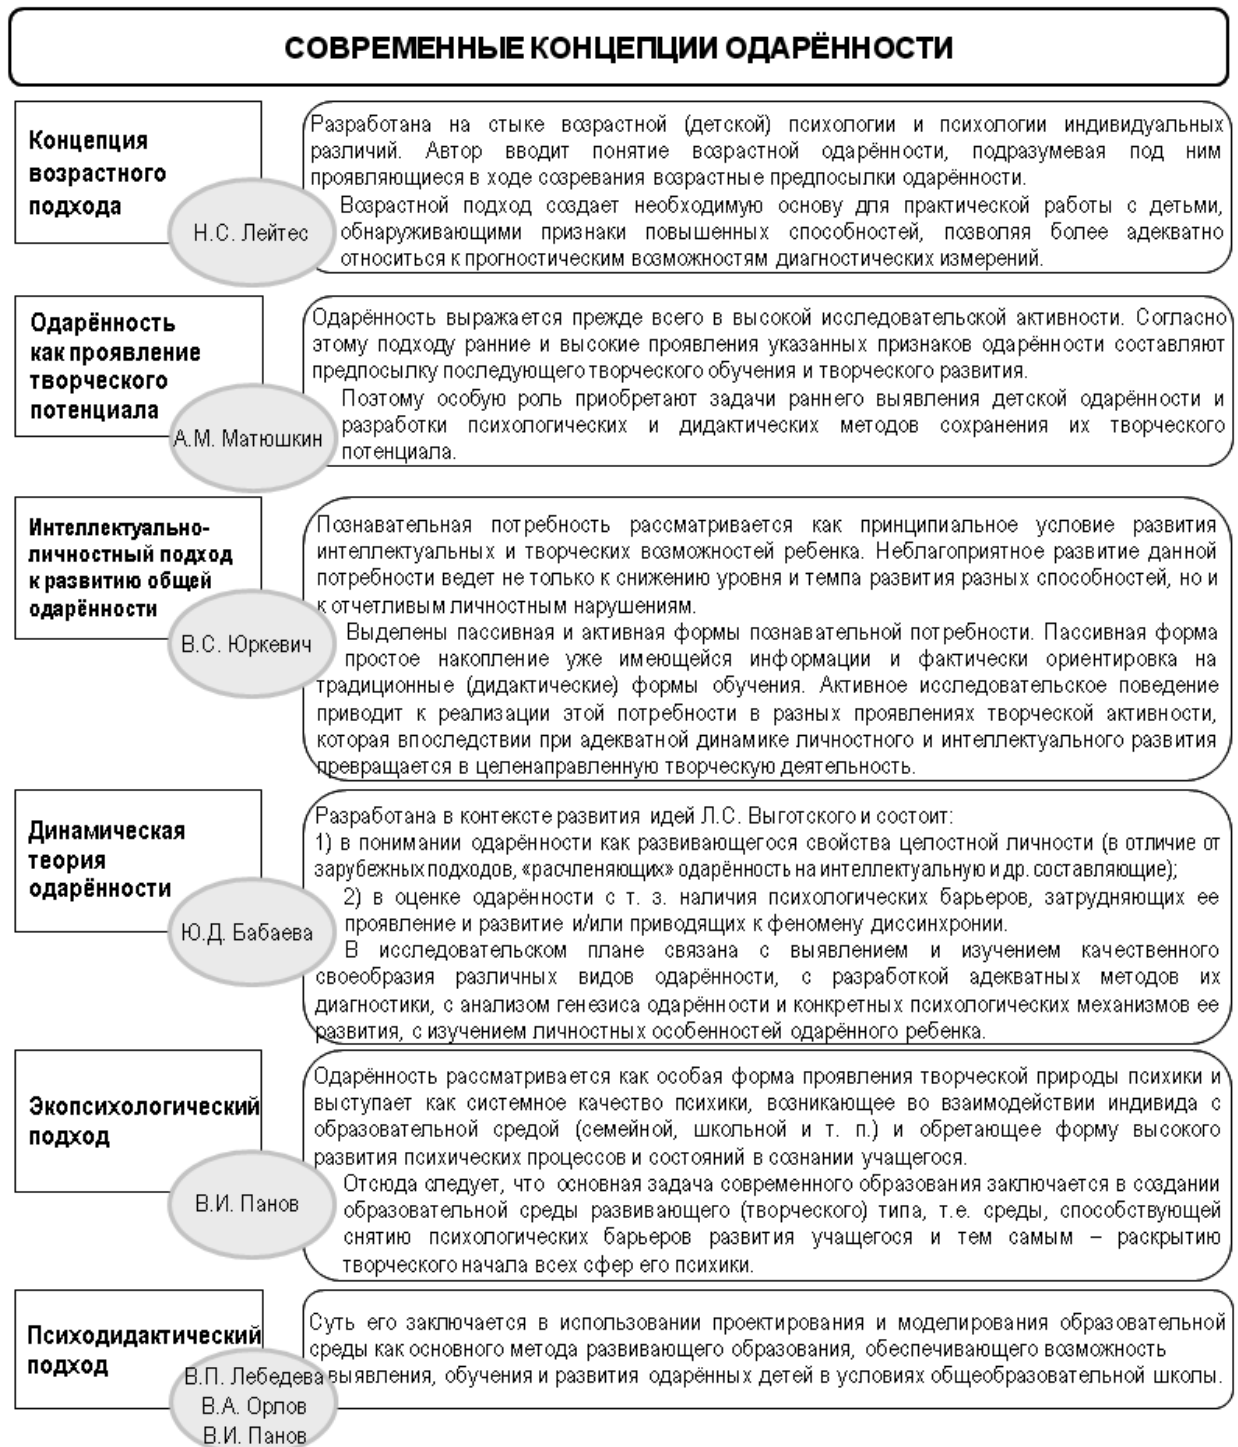 СОВРЕМЕННЫЕ КОНЦЕПЦИИ ОДАРЁННОСТИ
Концепция
возрастного
подхода
Н.С. Лейтес
Разработана на стыке возрастной (детской) психологии и психологии индивидуальных
различий. Автор вводит понятие возрастной одарённости, подразумевая под ним
проявляющиеся в ходе созревания возрастные предпосылки одарённости.
Возрастной подход создает необходимую основу для практической работы с детьми,
обнаруживающими признаки повышенных способностей, позволяя более адекватно
относиться к прогностическим возможностям диагностических измерений.
Одарённость
как проявление
творческого
потенциала
А.М. Матюшкин
Одарённость выражается прежде всего в высокой исследовательской активности. Согласно
этому подходу ранние и высокие проявления указанных признаков одарённости составляют
предпосылку последующего творческого обучения и творческого развития.
Поэтому особую роль приобретают задачи раннего выявления детской одарённости и
разработки психологических и дидактических методов сохранения их творческого
потенциала.
Интеллектуально-
личностный подход
к развитию общей
одарённости
В.С. Юркевич
Познавательная потребность рассматривается как принципиальное условие развития
интеллектуальных и творческих возможностей ребенка. Неблагоприятное развитие данной
потребности ведет не только к снижению уровня и темпа развития разных способностей, но и
к отчетливым личностным нарушениям.
Выделены пассивная и активная формы познавательной потребности. Пассивная форма
простое накопление уже имеющейся информации и фактически ориентировка на
традиционные (дидактические) формы обучения. Активное исследовательское поведение
приводит к реализации этой потребности в разных проявлениях творческой активности,
которая впоследствии при адекватной динамике личностного и интеллектуального развития
превращается в целенаправленную творческую деятельность.
Динамическая
теория
одарённости
Ю.Д. Бабаева
Разработана в контексте развития идей Л.С. Выготского и состоит:
1) в понимании одарённости как развивающегося свойства целостной личности (в отличие от
зарубежных подходов, «расчленяющих» одарённость на интеллектуальную и др. составляющие);
2) в оценке одарённости с т. з. наличия психологических барьеров, затрудняющих ее
проявление и развитие и/или приводящих к феномену диссинхронии.
В исследовательском плане связана с выявлением и изучением качественного
своеобразия различных видов одарённости, с разработкой адекватных методов их
диагностики, с анализом генезиса одарённости и конкретных психологических механизмов ее
развития, с изучением личностных особенностей одарённого ребенка.
Экопсихологический
подход
В.И. Панов
Одарённость рассматривается как особая форма проявления творческой природы психики и
выступает как системное качество психики, возникающее во взаимодействии индивида с
образовательной средой (семейной, школьной и т. п.) и обретающее форму высокого
развития психических процессов и состояний в сознании учащегося.
Отсюда следует, что основная задача современного образования заключается в создании
образовательной среды развивающего (творческого) типа, т.е. среды, способствующей
снятию психологических барьеров развития учащегося и тем самым – раскрытию
творческого начала всех сфер его психики.
Психодидактический
подход
В.П. Лебедева
В.А. Орлов
В.И. Панов
Суть его заключается в использовании проектирования и моделирования образовательной
среды как основного метода развивающего образования, обеспечивающего возможность
выявления, обучения и развития одарённых детей в условиях общеобразовательной школы.